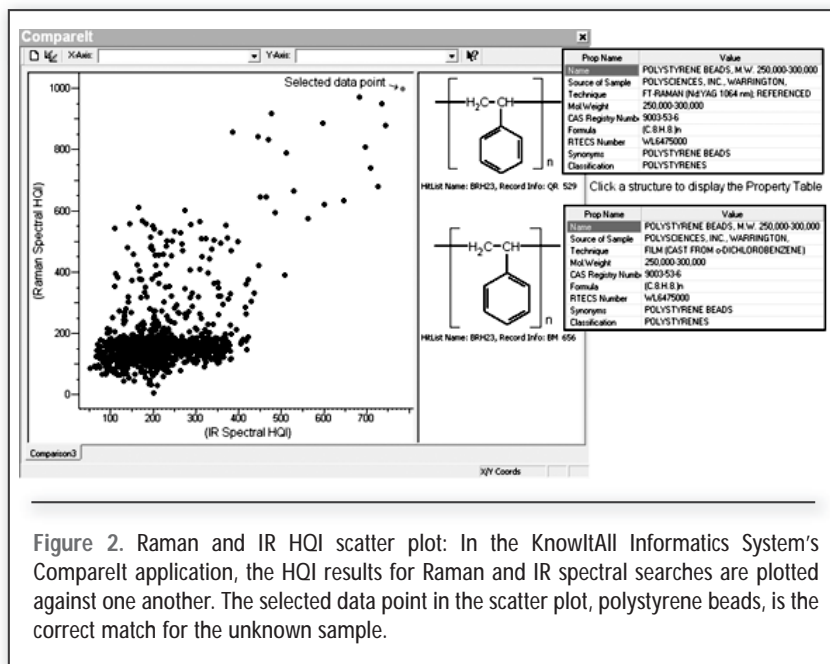 CompareIt
X-Axis: Y-Axis:
1000
800
600
400
200
0
(Raman Spectral HQI)
Selected data point
100 200 300 400 500 600 700
(IR Spectral HQI)
Comparison3
X/Y Coords
H₂C—CH
n
HitList Name: BRH23, Record Info: QR 529
H₂C—CH
n
HitList Name: BRH23, Record Info: BM 656
Prop Name Value
Name POLYSTYRENE BEADS, M.W. 250,000-300,000
Source of Sample POLYSCIENCES, INC., WARRINGTON,
Technique FT-RAMAN (Nd:YAG 1064 nm); REFERENCED
Mol.Weight 250,000-300,000
CAS Registry Numb 9003-53-6
Formula (C.8.H.8.)n
RTECS Number WL6475000
Synonyms POLYSTYRENE BEADS
Classification POLYSTYRENES
Click a structure to display the Property Table
Prop Name Value
Name POLYSTYRENE BEADS, M.W. 250,000-300,000
Source of Sample POLYSCIENCES, INC., WARRINGTON,
Technique FILM (CAST FROM o-DICHLOROBENZENE)
Mol.Weight 250,000-300,000
CAS Registry Numb 9003-53-6
Formula (C.8.H.8.)n
RTECS Number WL6475000
Synonyms POLYSTYRENE BEADS
Classification POLYSTYRENES
Figure 2. Raman and IR HQI scatter plot: In the KnowItAll Informatics System's
CompareIt application, the HQI results for Raman and IR spectral searches are plotted
against one another. The selected data point in the scatter plot, polystyrene beads, is the
correct match for the unknown sample.